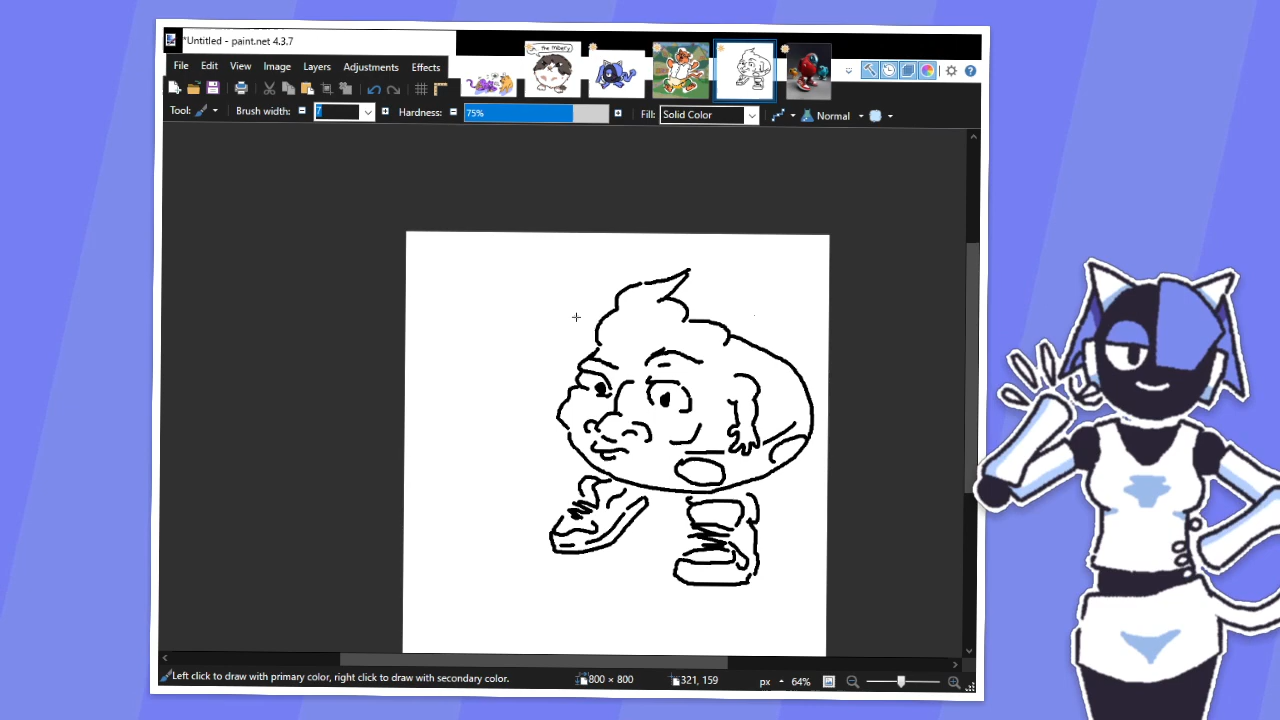 *Untitled - paint.net 4.3.7
File Edit View Image Layers Adjustments Effects
the misery
Tool: Brush width: 7 Hardness: 75% Fill: Solid Color Normal
Left click to draw with primary color, right click to draw with secondary color. 800 × 800 321, 159 px 64%